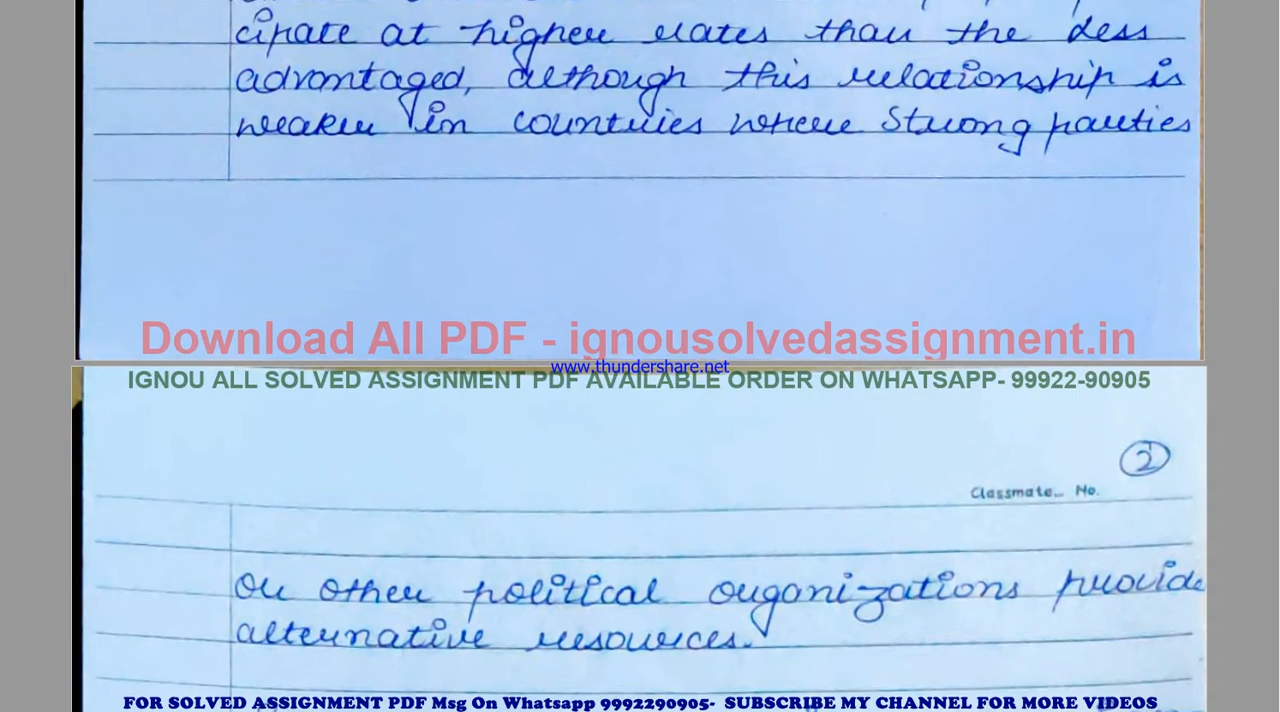 cipate at higher rates than the less
advantaged, although this relationship is
weaker in countries where strong parties
Download All PDF - ignousolvedassignment.in
www.thundershare.net
IGNOU ALL SOLVED ASSIGNMENT PDF AVAILABLE ORDER ON WHATSAPP- 99922-90905
2
Classmate No.
or other political organizations provide
alternative resources.
FOR SOLVED ASSIGNMENT PDF Msg On Whatsapp 9992290905- SUBSCRIBE MY CHANNEL FOR MORE VIDEOS